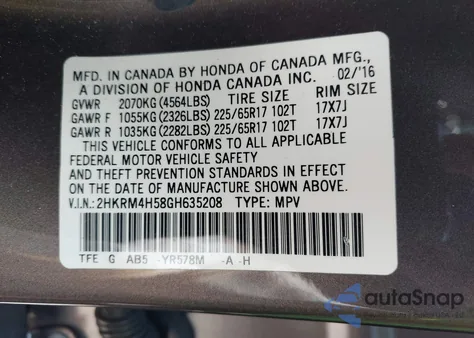 MFD. IN CANADA BY HONDA OF CANADA MFG.,
A DIVISION OF HONDA CANADA INC. 02/'16
GVWR 2070KG (4564LBS) TIRE SIZE RIM SIZE
GAWR F 1055KG (2326LBS) 225/65R17 102T 17X7J
GAWR R 1035KG (2282LBS) 225/65R17 102T 17X7J
THIS VEHICLE CONFORMS TO ALL APPLICABLE
FEDERAL MOTOR VEHICLE SAFETY
AND THEFT PREVENTION STANDARDS
IN EFFECT ON THE DATE OF MANUFACTURE SHOWN ABOVE.
V.I.N.: 2HKRM4H58GH635208 TYPE: MPV
TFE G AB5 -YR578M -A -H
autoSnap